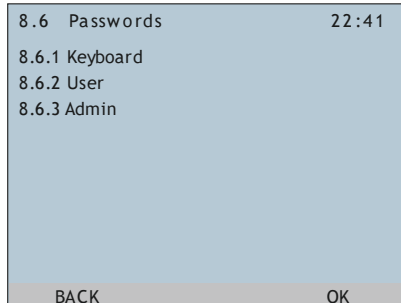 8.6 Passwords 22:41
8.6.1 Keyboard
8.6.2 User
8.6.3 Admin
BACK OK